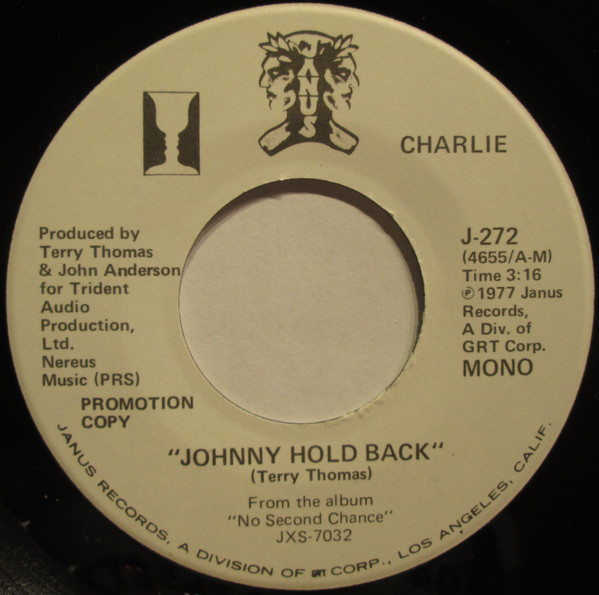 JANUS
CHARLIE
Produced by
Terry Thomas
& John Anderson
for Trident
Audio
Production,
Ltd.
Nereus
Music (PRS)
PROMOTION
COPY
J-272
(4655/A-M)
Time 3:16
℗ 1977 Janus
Records,
A Div. of
GRT Corp.
MONO
"JOHNNY HOLD BACK"
(Terry Thomas)
From the album
"No Second Chance"
JXS-7032
JANUS RECORDS, A DIVISION OF GRT CORP., LOS ANGELES, CALIF.